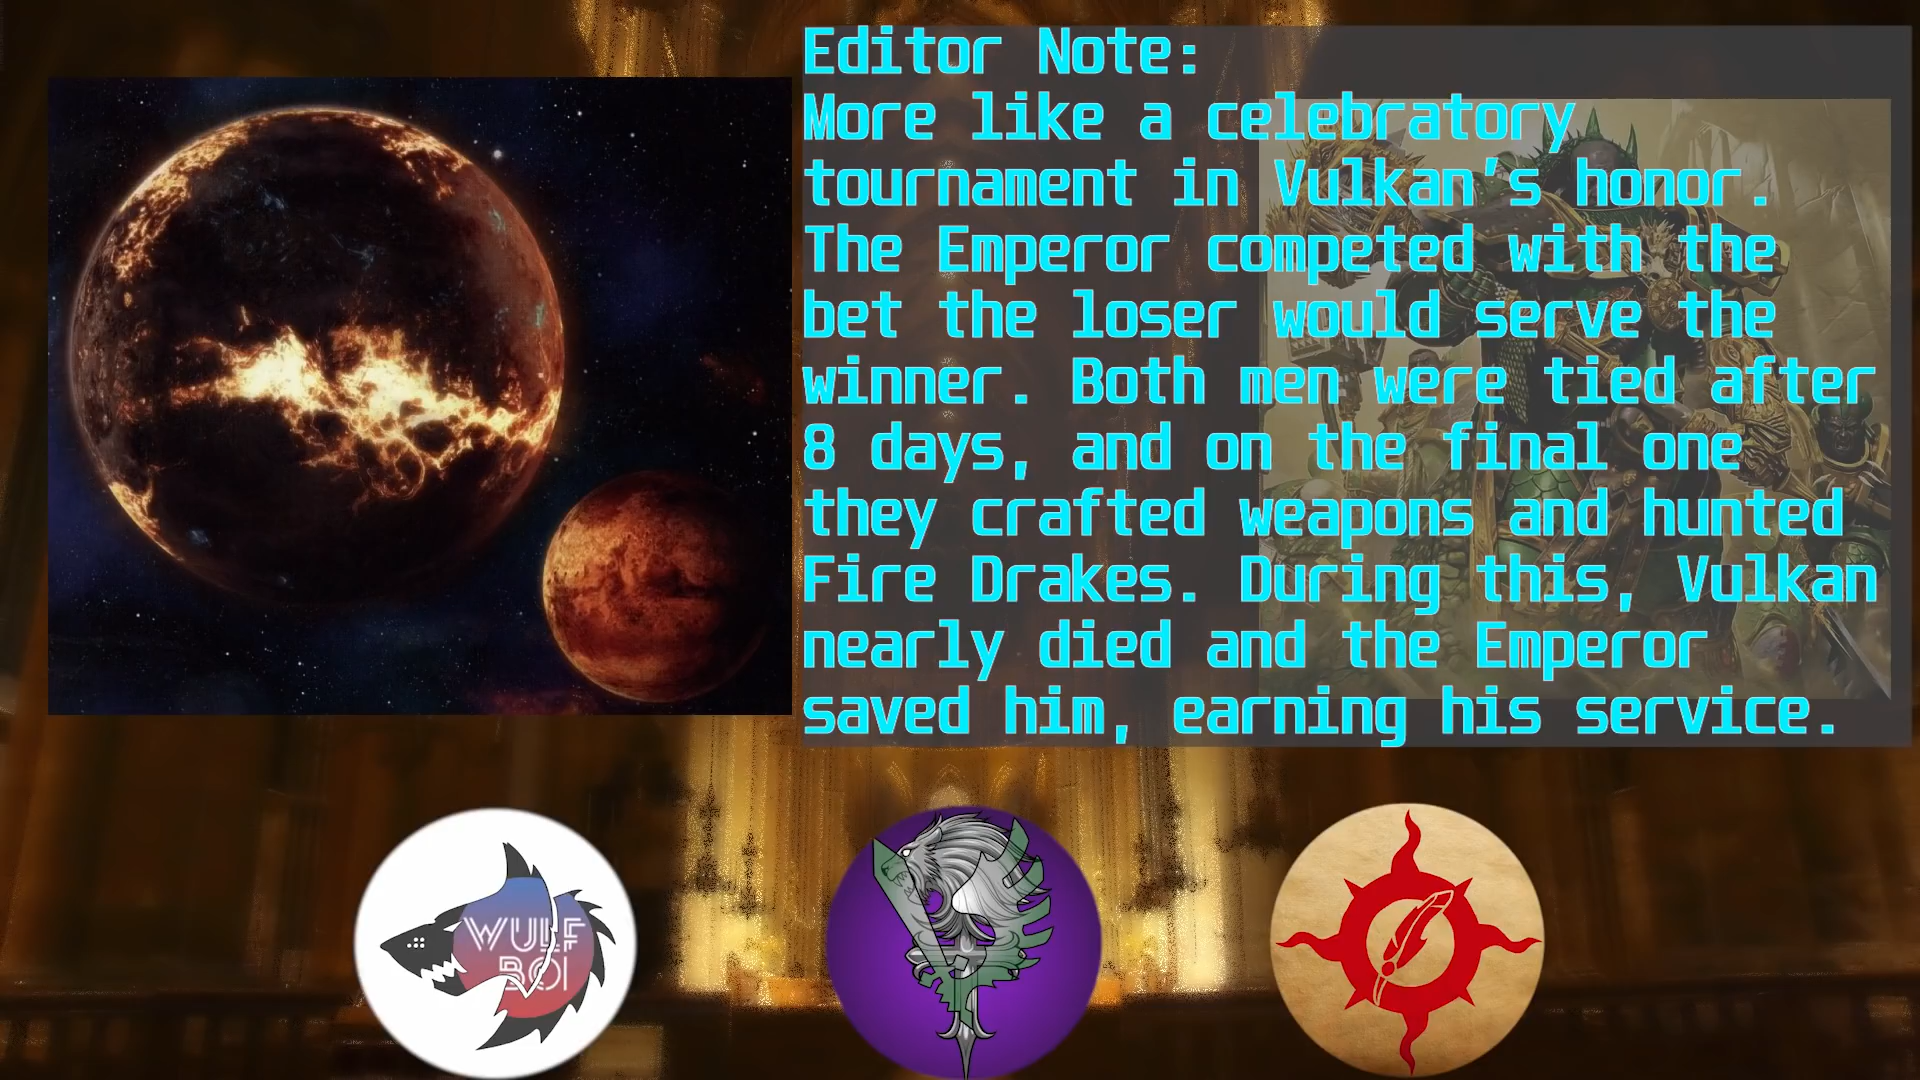 Editor Note:
More like a celebratory
tournament in Vulkan's honor.
The Emperor competed with the
bet the loser would serve the
winner. Both men were tied after
8 days, and on the final one
they crafted weapons and hunted
Fire Drakes. During this, Vulkan
nearly died and the Emperor
saved him, earning his service.
WULF
BOI